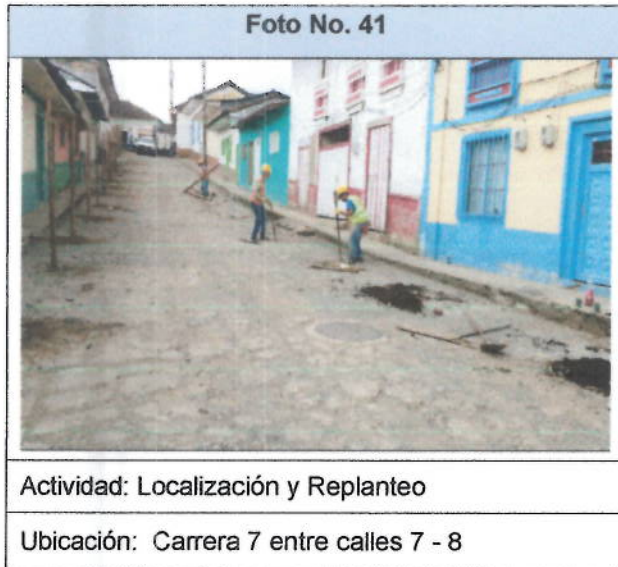 Foto No. 41
Actividad: Localización y Replanteo
Ubicación: Carrera 7 entre calles 7 - 8